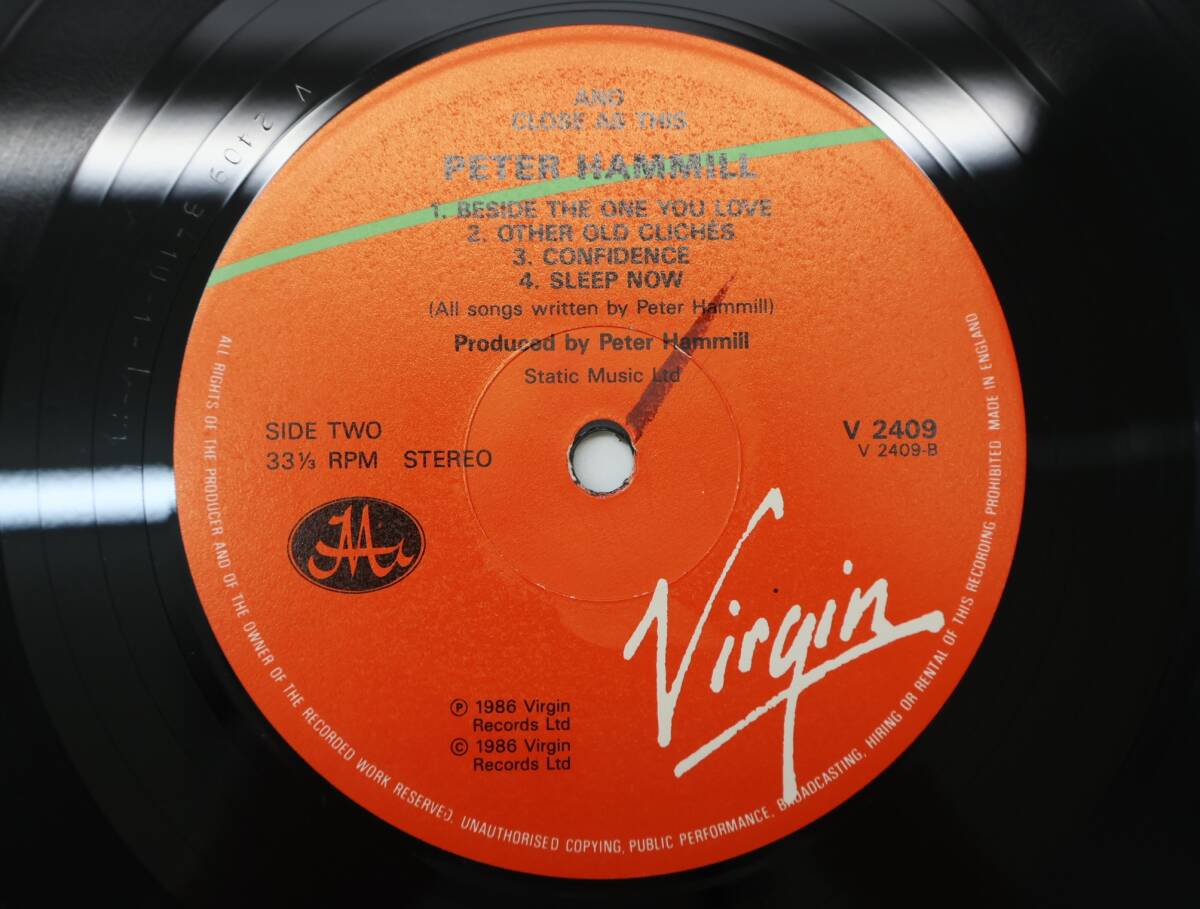 AND
CLOSE AS THIS
PETER HAMMILL
1. BESIDE THE ONE YOU LOVE
2. OTHER OLD CLICHÉS
3. CONFIDENCE
4. SLEEP NOW
(All songs written by Peter Hammill)
Produced by Peter Hammill
Static Music Ltd
SIDE TWO
33⅓ RPM STEREO
V 2409
V 2409-B
Virgin
℗ 1986 Virgin
Records Ltd
© 1986 Virgin
Records Ltd
ALL RIGHTS OF THE PRODUCER AND OF THE OWNER OF THE RECORDED WORK RESERVED, UNAUTHORISED COPYING, PUBLIC PERFORMANCE, BROADCASTING, HIRING OR RENTAL OF THIS RECORDING PROHIBITED MADE IN ENGLAND
V 2409